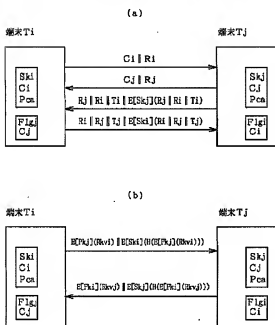 (a)
端末Ti
端末Tj
Ski
Ci
Pca
Flgj
Cj
Ci‖Ri
Cj‖Rj
Rj‖Ri‖Ti‖E[Skj](Rj‖Ri‖Ti)
Ri‖Rj‖Tj‖E[Ski](Ri‖Rj‖Tj)
Skj
Cj
Pca
Flgi
Ci
(b)
端末Ti
端末Tj
Ski
Ci
Pca
Flgj
Cj
E[Pkj](Rkvi)‖E[Ski](H(E[Pkj](Rkvi)))
E[Pki](Rkvj)‖E[Skj](H(E[Pki](Rkvj)))
Skj
Cj
Pca
Flgi
Ci